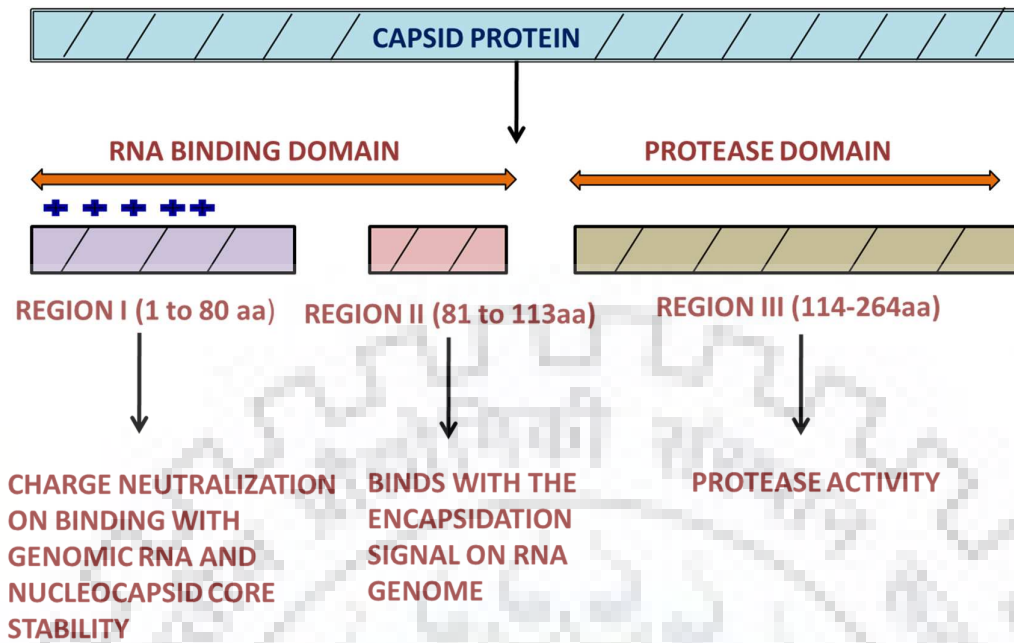 CAPSID PROTEIN
RNA BINDING DOMAIN
PROTEASE DOMAIN
REGION I (1 to 80 aa)
REGION II (81 to 113aa)
REGION III (114-264aa)
CHARGE NEUTRALIZATION
ON BINDING WITH
GENOMIC RNA AND
NUCLEOCAPSID CORE
STABILITY
BINDS WITH THE
ENCAPSIDATION
SIGNAL ON RNA
GENOME
PROTEASE ACTIVITY